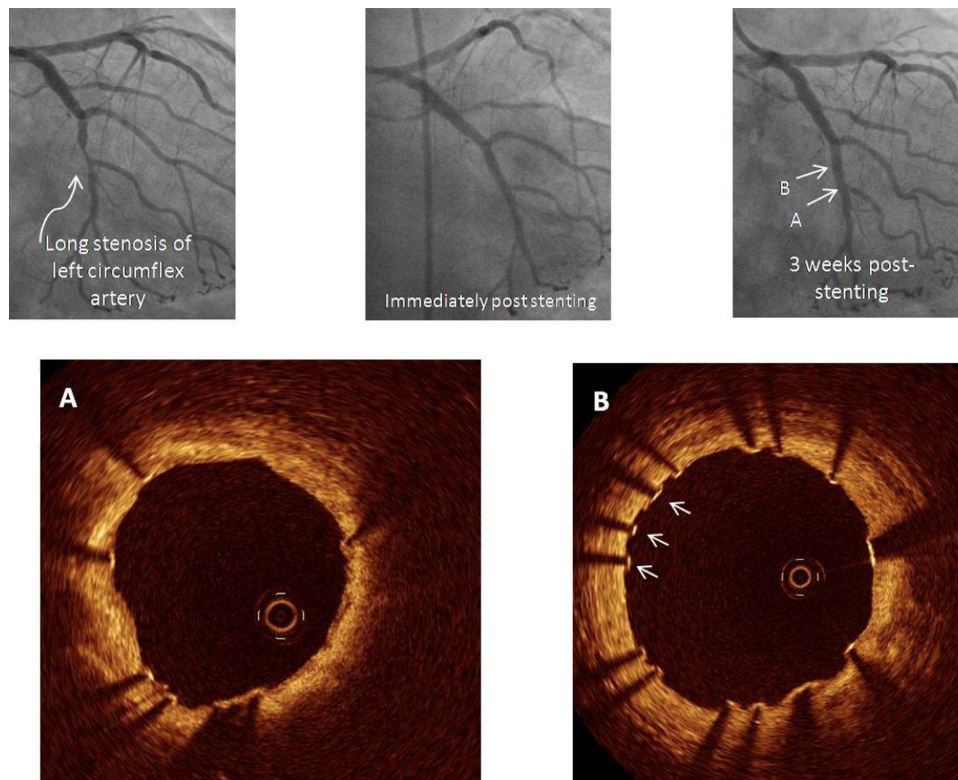 Long stenosis of
left circumflex
artery
Immediately post stenting
B
A
3 weeks post-
stenting
A
B